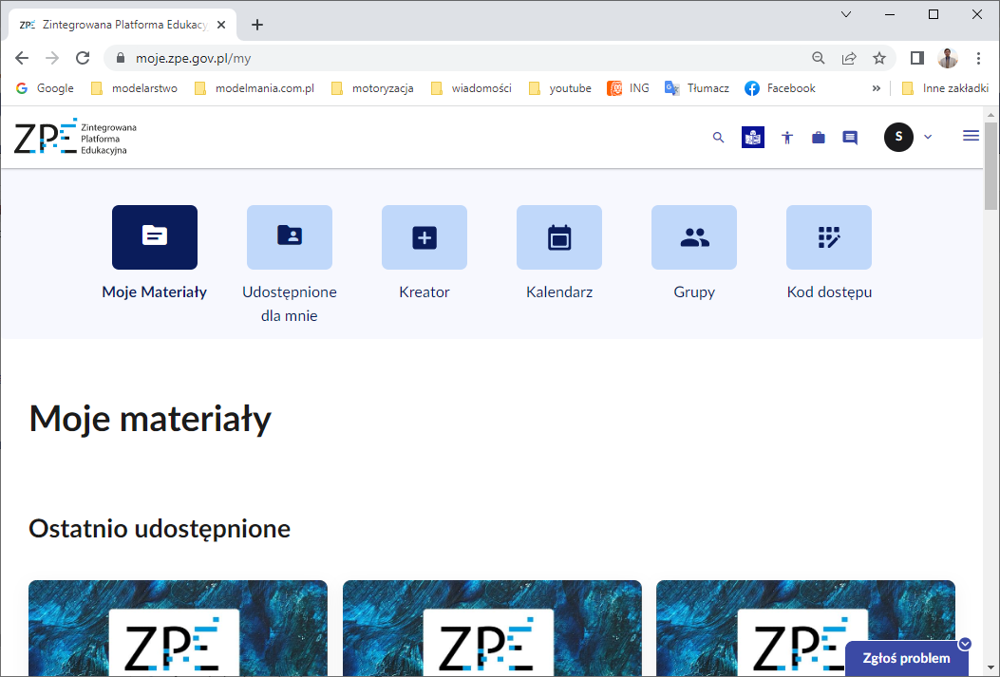 ZPE Zintegrowana Platforma Edukacy
moje.zpe.gov.pl/my
Google modelarstwo modelmania.com.pl motoryzacja wiadomości youtube ING Tłumacz Facebook » Inne zakładki
ZPE Zintegrowana
Platforma
Edukacyjna
S
Moje Materiały
Udostępnione
dla mnie
Kreator
Kalendarz
Grupy
Kod dostępu
Moje materiały
Ostatnio udostępnione
ZPE ZPE ZPE
Zgłoś problem